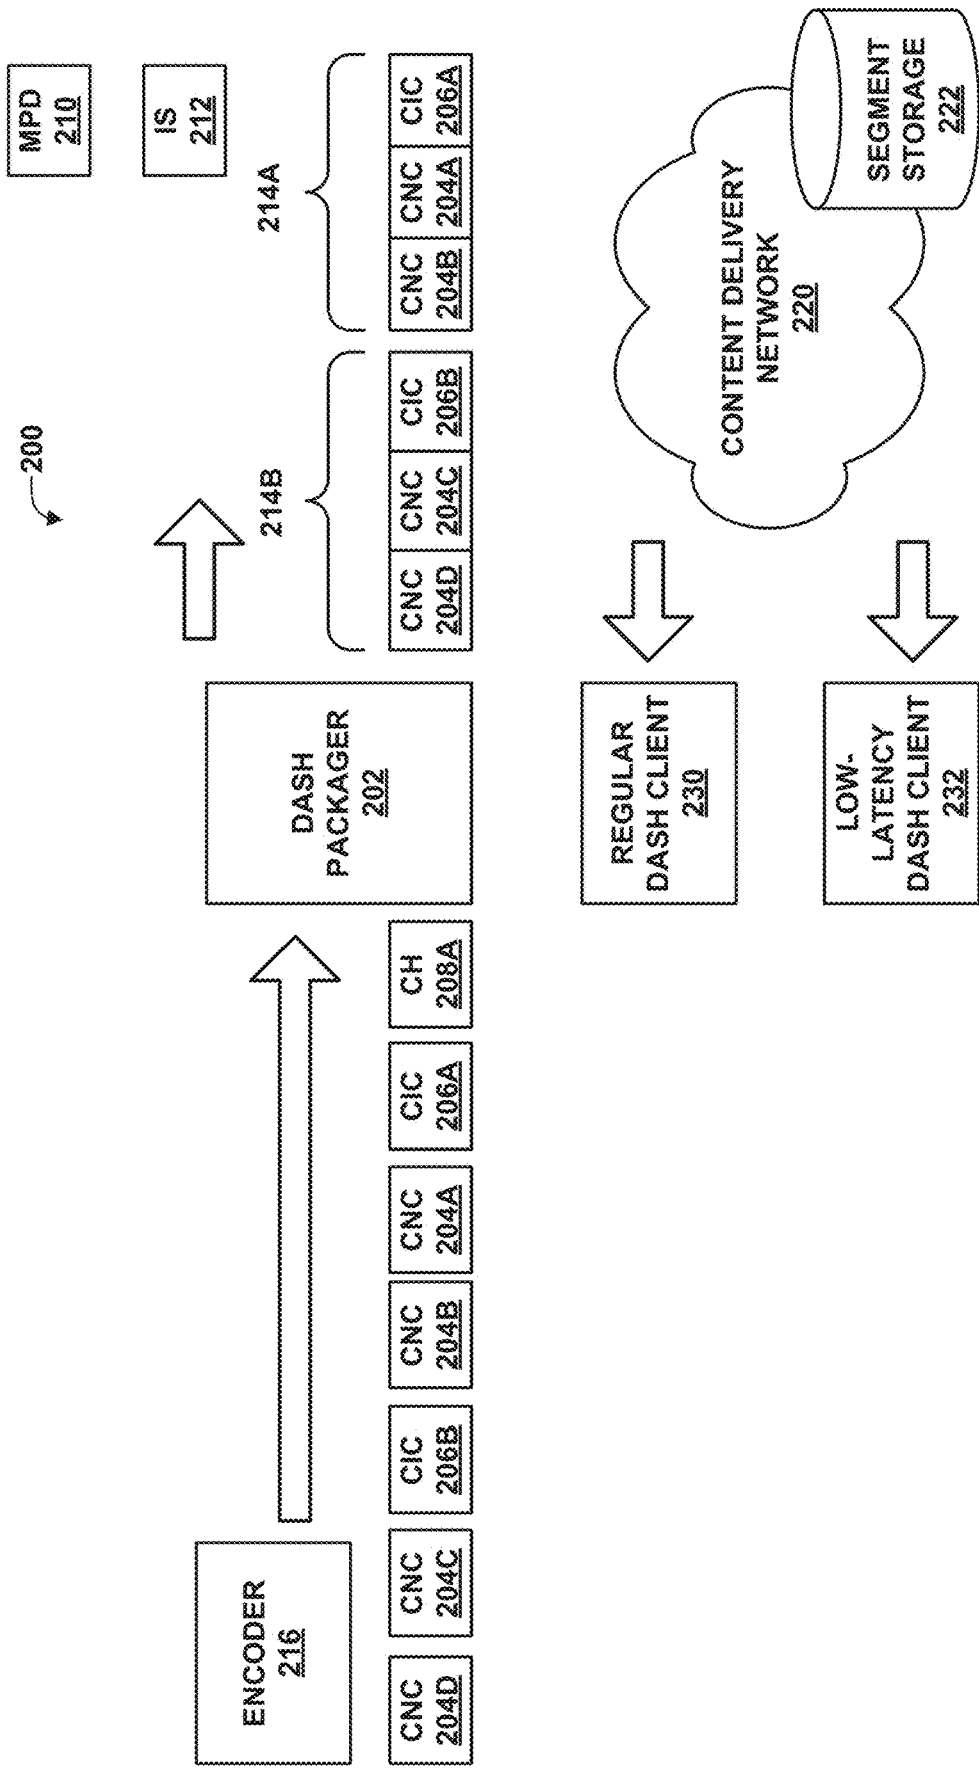 200
MPD
210
IS
212
ENCODER
216
DASH
PACKAGER
202
214B
214A
CNC
204D
CNC
204C
CIC
206B
CNC
204B
CNC
204A
CIC
206A
CH
208A
CNC
204D
CNC
204C
CIC
206B
CNC
204B
CNC
204A
CIC
206A
REGULAR
DASH CLIENT
230
CONTENT DELIVERY
NETWORK
220
LOW-
LATENCY
DASH CLIENT
232
SEGMENT
STORAGE
222